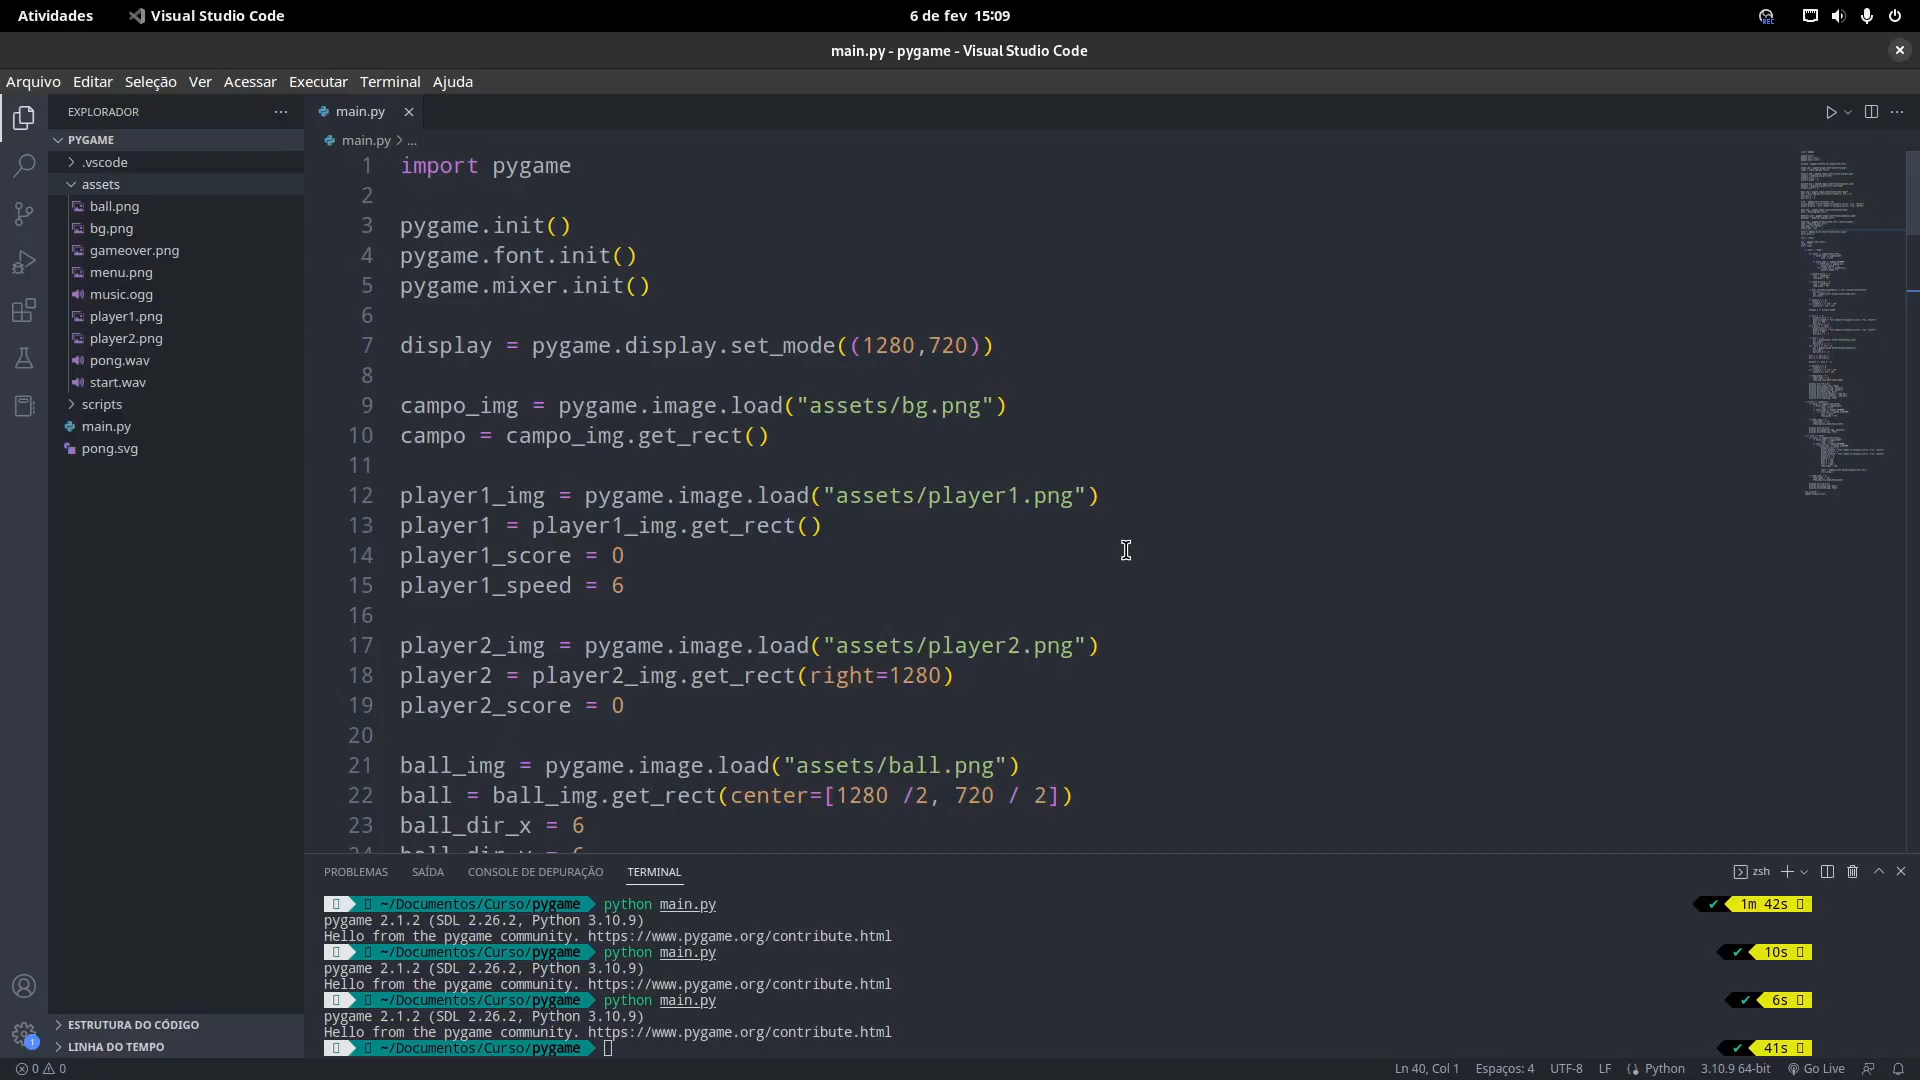 Atividades
Visual Studio Code
6 de fev 15:09
REC
main.py - pygame - Visual Studio Code
Arquivo Editar Seleção Ver Acessar Executar Terminal Ajuda
EXPLORADOR
PYGAME
.vscode
assets
ball.png
bg.png
gameover.png
menu.png
music.ogg
player1.png
player2.png
pong.wav
start.wav
scripts
main.py
pong.svg
ESTRUTURA DO CÓDIGO
LINHA DO TEMPO
1
main.py
main.py > ...
1 import pygame
2
3 pygame.init()
4 pygame.font.init()
5 pygame.mixer.init()
6
7 display = pygame.display.set_mode((1280,720))
8
9 campo_img = pygame.image.load("assets/bg.png")
10 campo = campo_img.get_rect()
11
12 player1_img = pygame.image.load("assets/player1.png")
13 player1 = player1_img.get_rect()
14 player1_score = 0
15 player1_speed = 6
16
17 player2_img = pygame.image.load("assets/player2.png")
18 player2 = player2_img.get_rect(right=1280)
19 player2_score = 0
20
21 ball_img = pygame.image.load("assets/ball.png")
22 ball = ball_img.get_rect(center=[1280 /2, 720 / 2])
23 ball_dir_x = 6
PROBLEMAS SAÍDA CONSOLE DE DEPURAÇÃO TERMINAL
zsh
~/Documentos/Curso/pygame python main.py ✔ 1m 42s
pygame 2.1.2 (SDL 2.26.2, Python 3.10.9)
Hello from the pygame community. https://www.pygame.org/contribute.html
~/Documentos/Curso/pygame python main.py ✔ 10s
pygame 2.1.2 (SDL 2.26.2, Python 3.10.9)
Hello from the pygame community. https://www.pygame.org/contribute.html
~/Documentos/Curso/pygame python main.py ✔ 6s
pygame 2.1.2 (SDL 2.26.2, Python 3.10.9)
Hello from the pygame community. https://www.pygame.org/contribute.html
~/Documentos/Curso/pygame ✔ 41s
0 0
Ln 40, Col 1 Espaços: 4 UTF-8 LF Python 3.10.9 64-bit Go Live